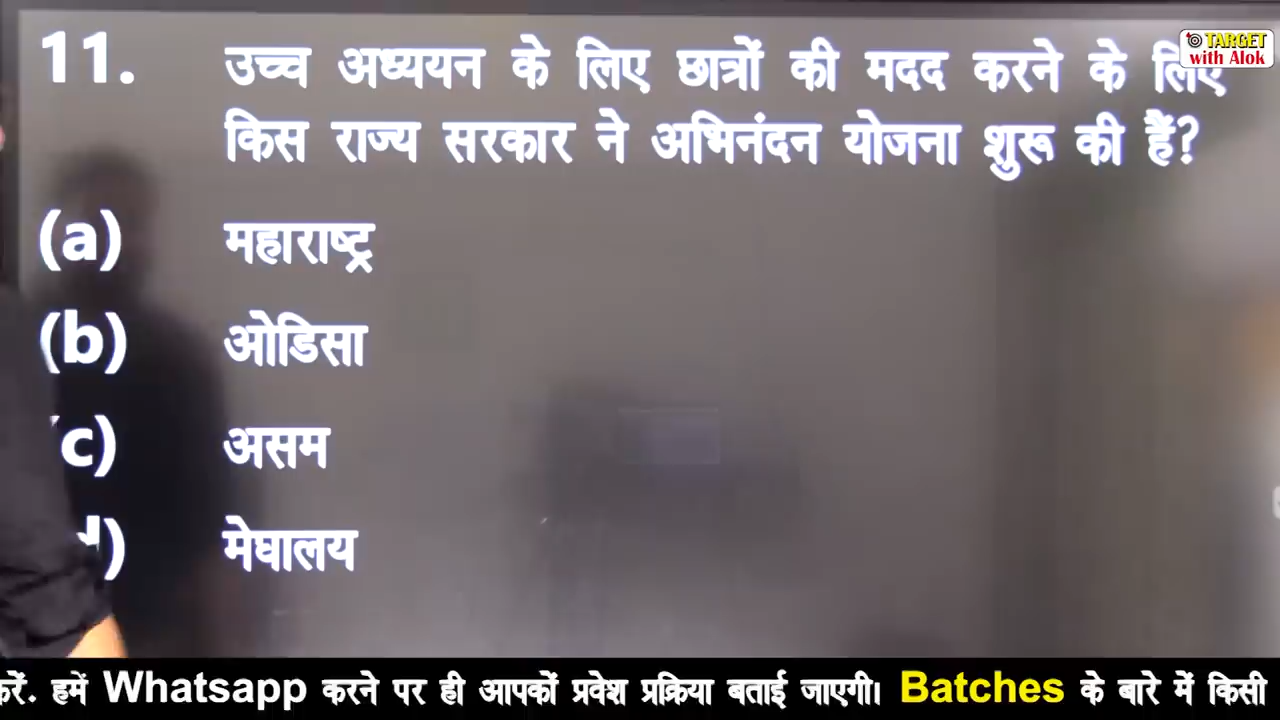 TARGET
with Alok
11. उच्च अध्ययन के लिए छात्रों की मदद करने के लिए
किस राज्य सरकार ने अभिनंदन योजना शुरू की हैं?
(a) महाराष्ट्र
(b) ओडिसा
(c) असम
(d) मेघालय
करें. हमें Whatsapp करने पर ही आपकों प्रवेश प्रक्रिया बताई जाएगी। Batches के बारे में किसी